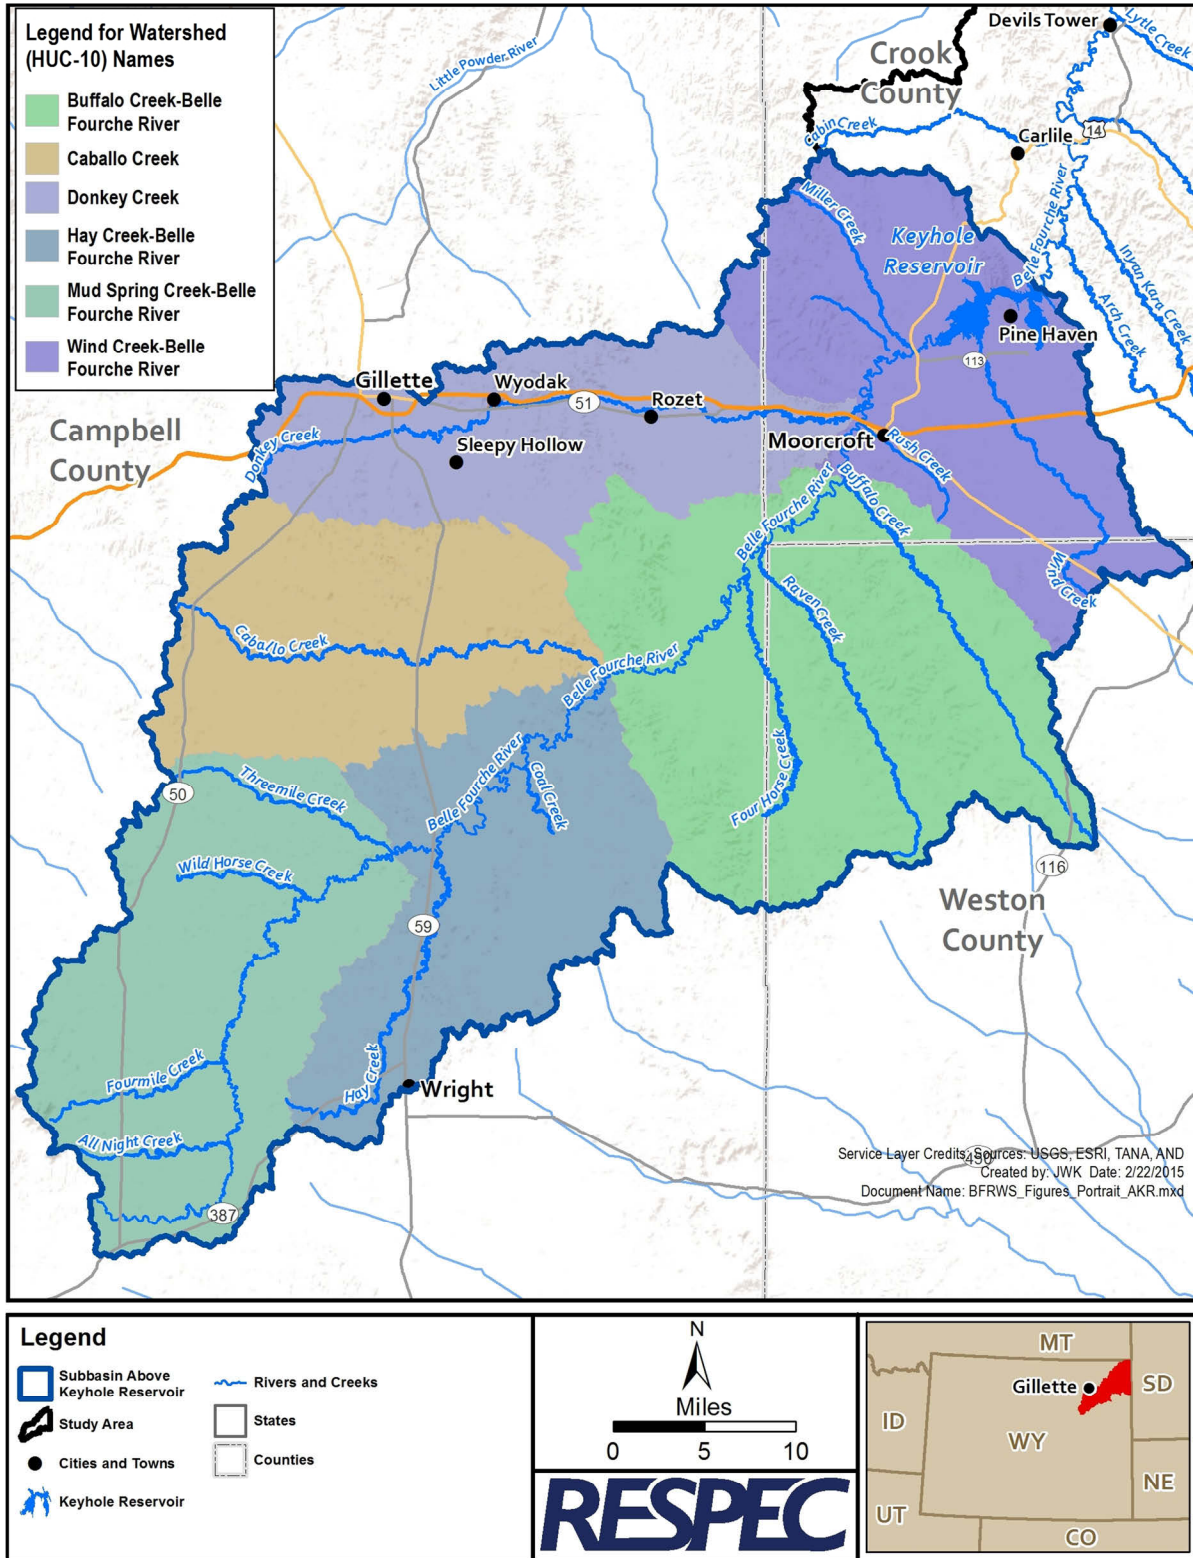 Legend for Watershed
(HUC-10) Names
Buffalo Creek-Belle
Fourche River
Caballo Creek
Donkey Creek
Hay Creek-Belle
Fourche River
Mud Spring Creek-Belle
Fourche River
Wind Creek-Belle
Fourche River
Little Powder River
Crook
County
Devils Tower
Lytle Creek
14
Cabin Creek
Carlile
Miller Creek
Keyhole
Reservoir
Belle Fourche River
Inyan Kara Creek
Arch Creek
Pine Haven
113
Gillette
Wyodak
51
Rozet
Campbell
County
Donkey Creek
Sleepy Hollow
Moorcroft
Rush Creek
Buffalo Creek
Belle Fourche River
Wind Creek
Raven Creek
Caballo Creek
Belle Fourche River
Four Horse Creek
Belle Fourche River
Coal Creek
50
Threemile Creek
Wild Horse Creek
116
59
Weston
County
Fourmile Creek
Hay Creek
Wright
All Night Creek
387
450
Service Layer Credits: Sources: USGS, ESRI, TANA, AND
Created by: JWK Date: 2/22/2015
Document Name: BFRWS_Figures_Portrait_AKR.mxd
Legend
Subbasin Above
Keyhole Reservoir
Study Area
Cities and Towns
Keyhole Reservoir
Rivers and Creeks
States
Counties
N
Miles
0 5 10
RESPEC
MT
Gillette
SD
ID
WY
NE
UT
CO